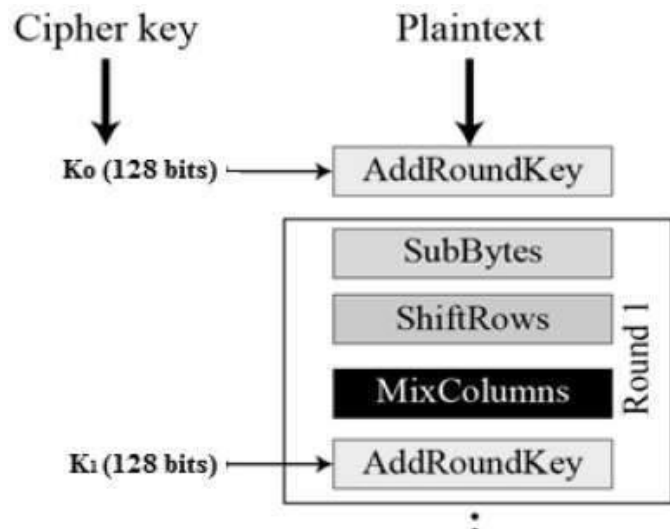 Cipher key
Plaintext
K₀ (128 bits)
AddRoundKey
SubBytes
ShiftRows
MixColumns
Round 1
K₁ (128 bits)
AddRoundKey